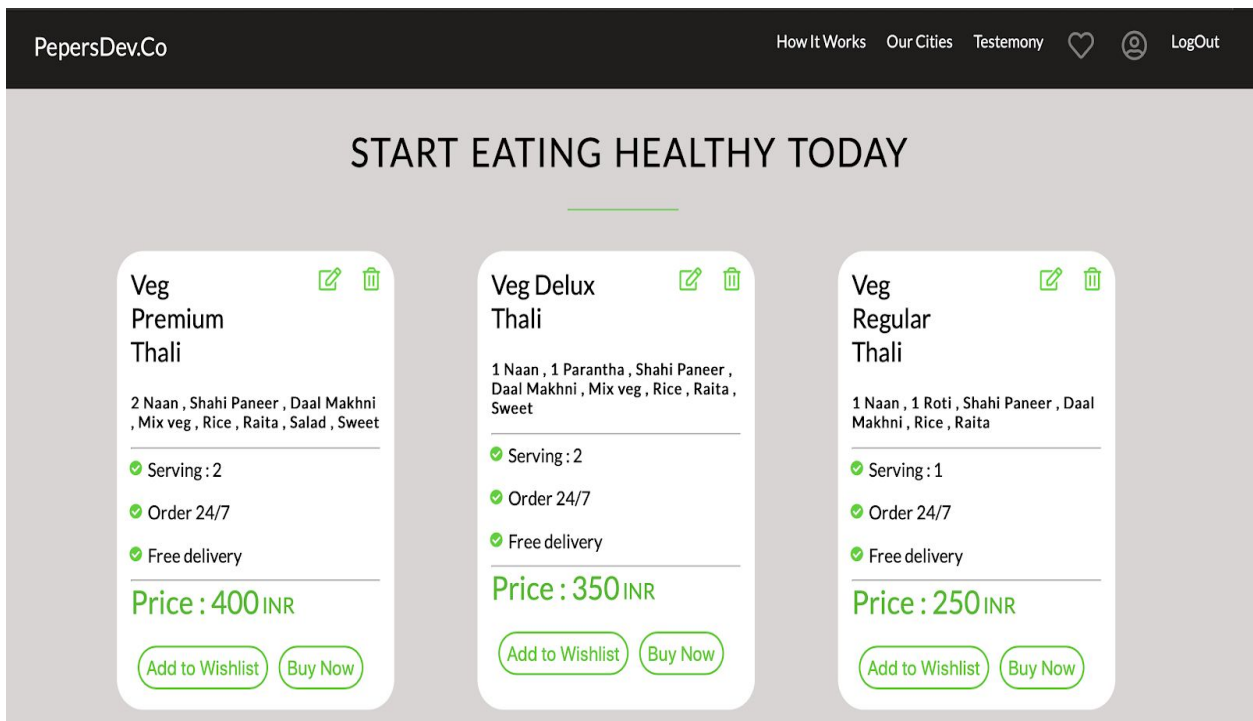 PepersDev.Co
How It Works Our Cities Testemony LogOut
START EATING HEALTHY TODAY
Veg
Premium
Thali
2 Naan , Shahi Paneer , Daal Makhni
, Mix veg , Rice , Raita , Salad , Sweet
Serving : 2
Order 24/7
Free delivery
Price : 400 INR
Add to Wishlist Buy Now
Veg Delux
Thali
1 Naan , 1 Parantha , Shahi Paneer ,
Daal Makhni , Mix veg , Rice , Raita ,
Sweet
Serving : 2
Order 24/7
Free delivery
Price : 350 INR
Add to Wishlist Buy Now
Veg
Regular
Thali
1 Naan , 1 Roti , Shahi Paneer , Daal
Makhni , Rice , Raita
Serving : 1
Order 24/7
Free delivery
Price : 250 INR
Add to Wishlist Buy Now